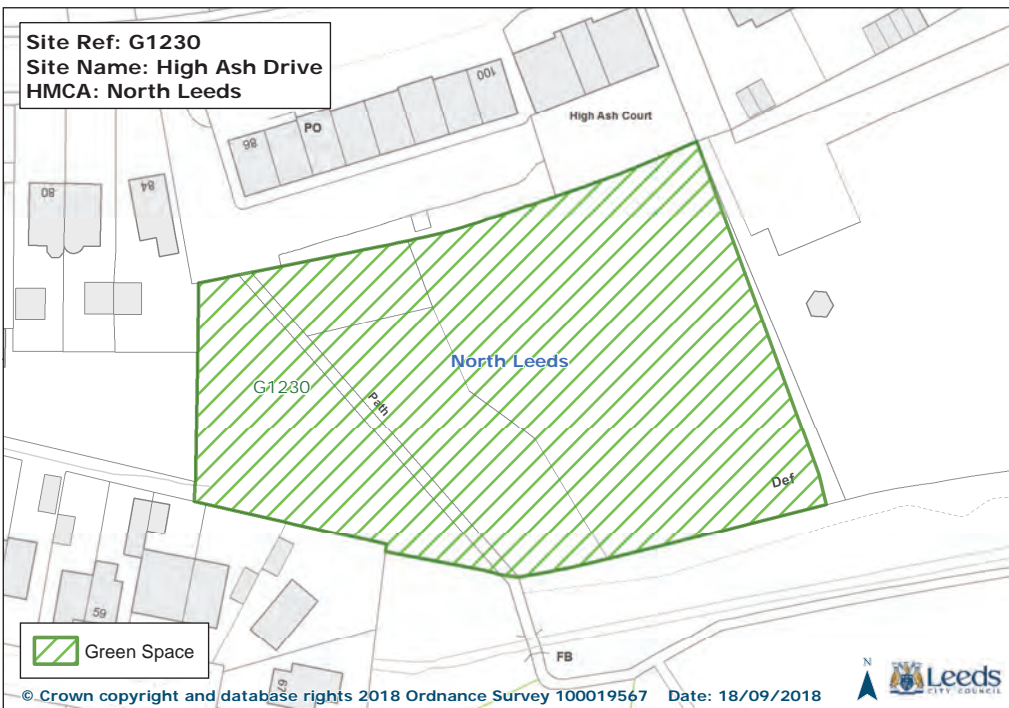 Site Ref: G1230
Site Name: High Ash Drive
HMCA: North Leeds
100
High Ash Court
PO
86
84
80
North Leeds
G1230
Path
Def
59
Green Space
67
FB
N
Leeds
CITY COUNCIL
© Crown copyright and database rights 2018 Ordnance Survey 100019567 Date: 18/09/2018